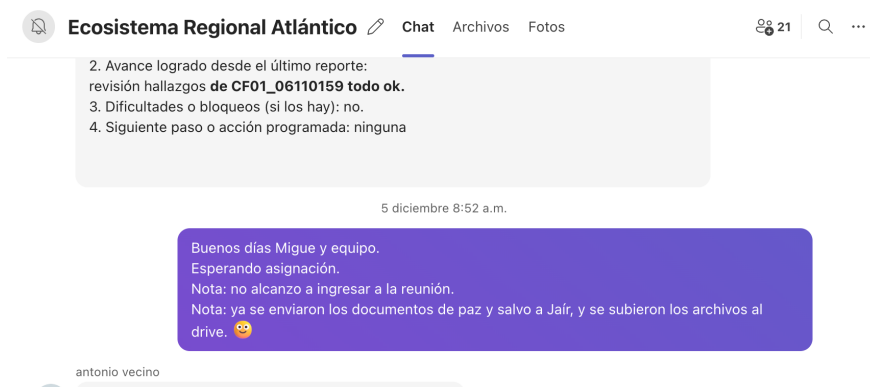 Ecosistema Regional Atlántico
Chat Archivos Fotos
21
2. Avance logrado desde el último reporte:
revisión hallazgos de CF01_06110159 todo ok.
3. Dificultades o bloqueos (si los hay): no.
4. Siguiente paso o acción programada: ninguna
5 diciembre 8:52 a.m.
Buenos días Migue y equipo.
Esperando asignación.
Nota: no alcanzo a ingresar a la reunión.
Nota: ya se enviaron los documentos de paz y salvo a Jaír, y se subieron los archivos al
drive. 
antonio vecino